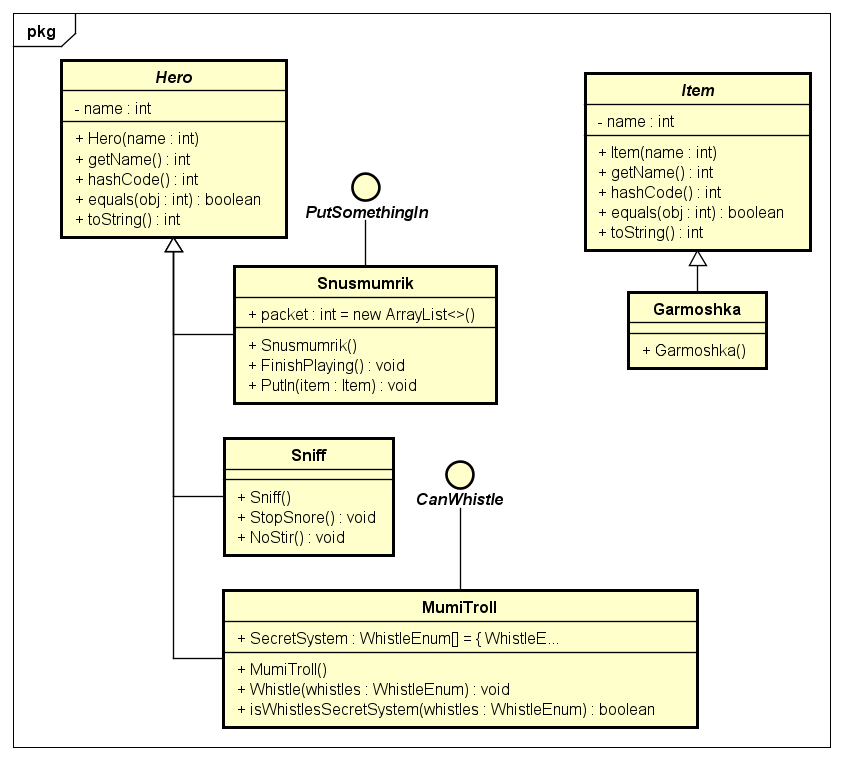 pkg
Hero
- name : int
+ Hero(name : int)
+ getName() : int
+ hashCode() : int
+ equals(obj : int) : boolean
+ toString() : int
Item
- name : int
+ Item(name : int)
+ getName() : int
+ hashCode() : int
+ equals(obj : int) : boolean
+ toString() : int
PutSomethingIn
Snusmumrik
+ packet : int = new ArrayList<>()
+ Snusmumrik()
+ FinishPlaying() : void
+ PutIn(item : Item) : void
Garmoshka
+ Garmoshka()
Sniff
+ Sniff()
+ StopSnore() : void
+ NoStir() : void
CanWhistle
MumiTroll
+ SecretSystem : WhistleEnum[] = { WhistleE...
+ MumiTroll()
+ Whistle(whistles : WhistleEnum) : void
+ isWhistlesSecretSystem(whistles : WhistleEnum) : boolean